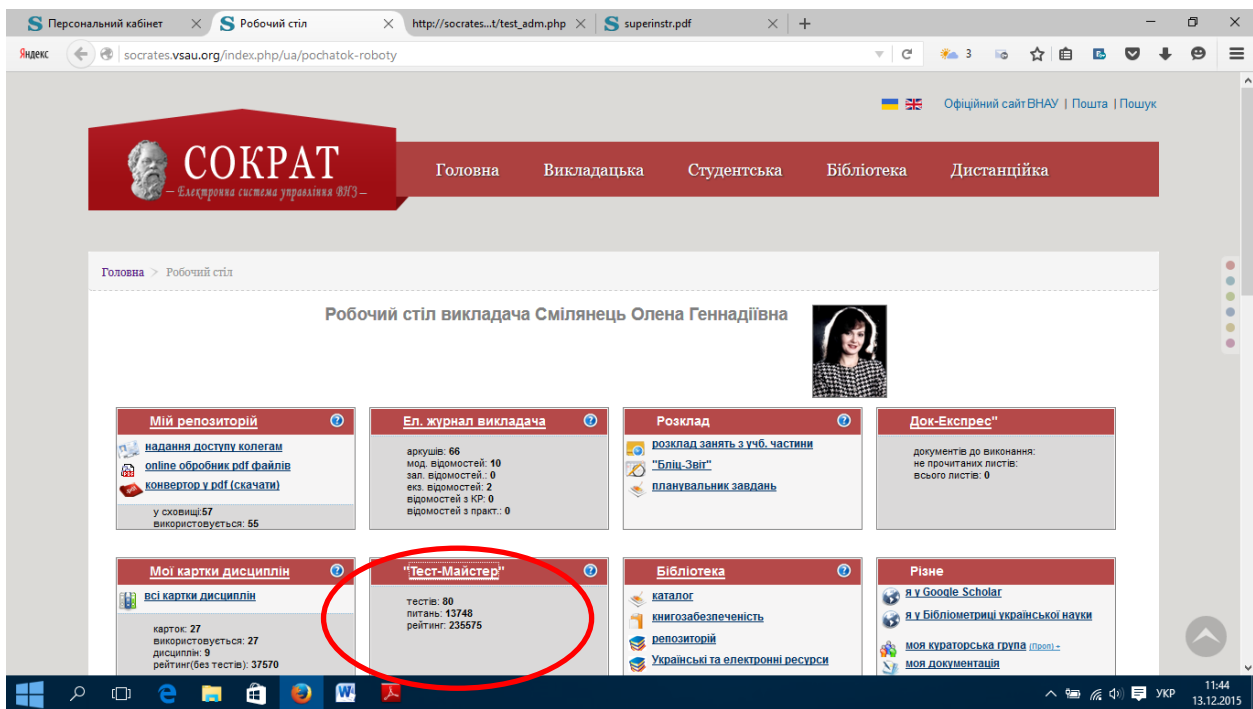 Персональний кабінет
Робочий стіл
http://socrates...t/test_adm.php
superinstr.pdf
Яндекс
socrates.vsau.org/index.php/ua/pochatok-roboty
3
Офіційний сайт ВНАУ | Пошта | Пошук
СОКРАТ
– Електронна система управління ВНЗ –
Головна Викладацька Студентська Бібліотека Дистанційка
Головна > Робочий стіл
Робочий стіл викладача Смілянець Олена Геннадіївна
Мій репозиторій
надання доступу колегам
online обробник pdf файлів
конвертор у pdf (скачати)
у сховищі:57
використовується: 55
Ел. журнал викладача
аркушів: 66
мод. відомостей: 10
зал. відомостей.: 0
екз. відомостей: 2
відомостей з КР: 0
відомостей з практ.: 0
Розклад
розклад занять з учб. частини
"Бліц-Звіт"
планувальник завдань
Док-Експрес"
документів до виконання:
не прочитаних листів:
всього листів: 0
Мої картки дисциплін
всі картки дисциплін
карток: 27
використовується: 27
дисциплін: 9
рейтинг(без тестів): 37570
"Тест-Майстер"
тестів: 80
питань: 13748
рейтинг: 235575
Бібліотека
каталог
книгозабезпеченість
репозиторій
Українські та електронні ресурси
Різне
я у Google Scholar
я у Бібліометриці української науки
моя кураторська група (Проп) -
моя документація
УКР
11:44
13.12.2015